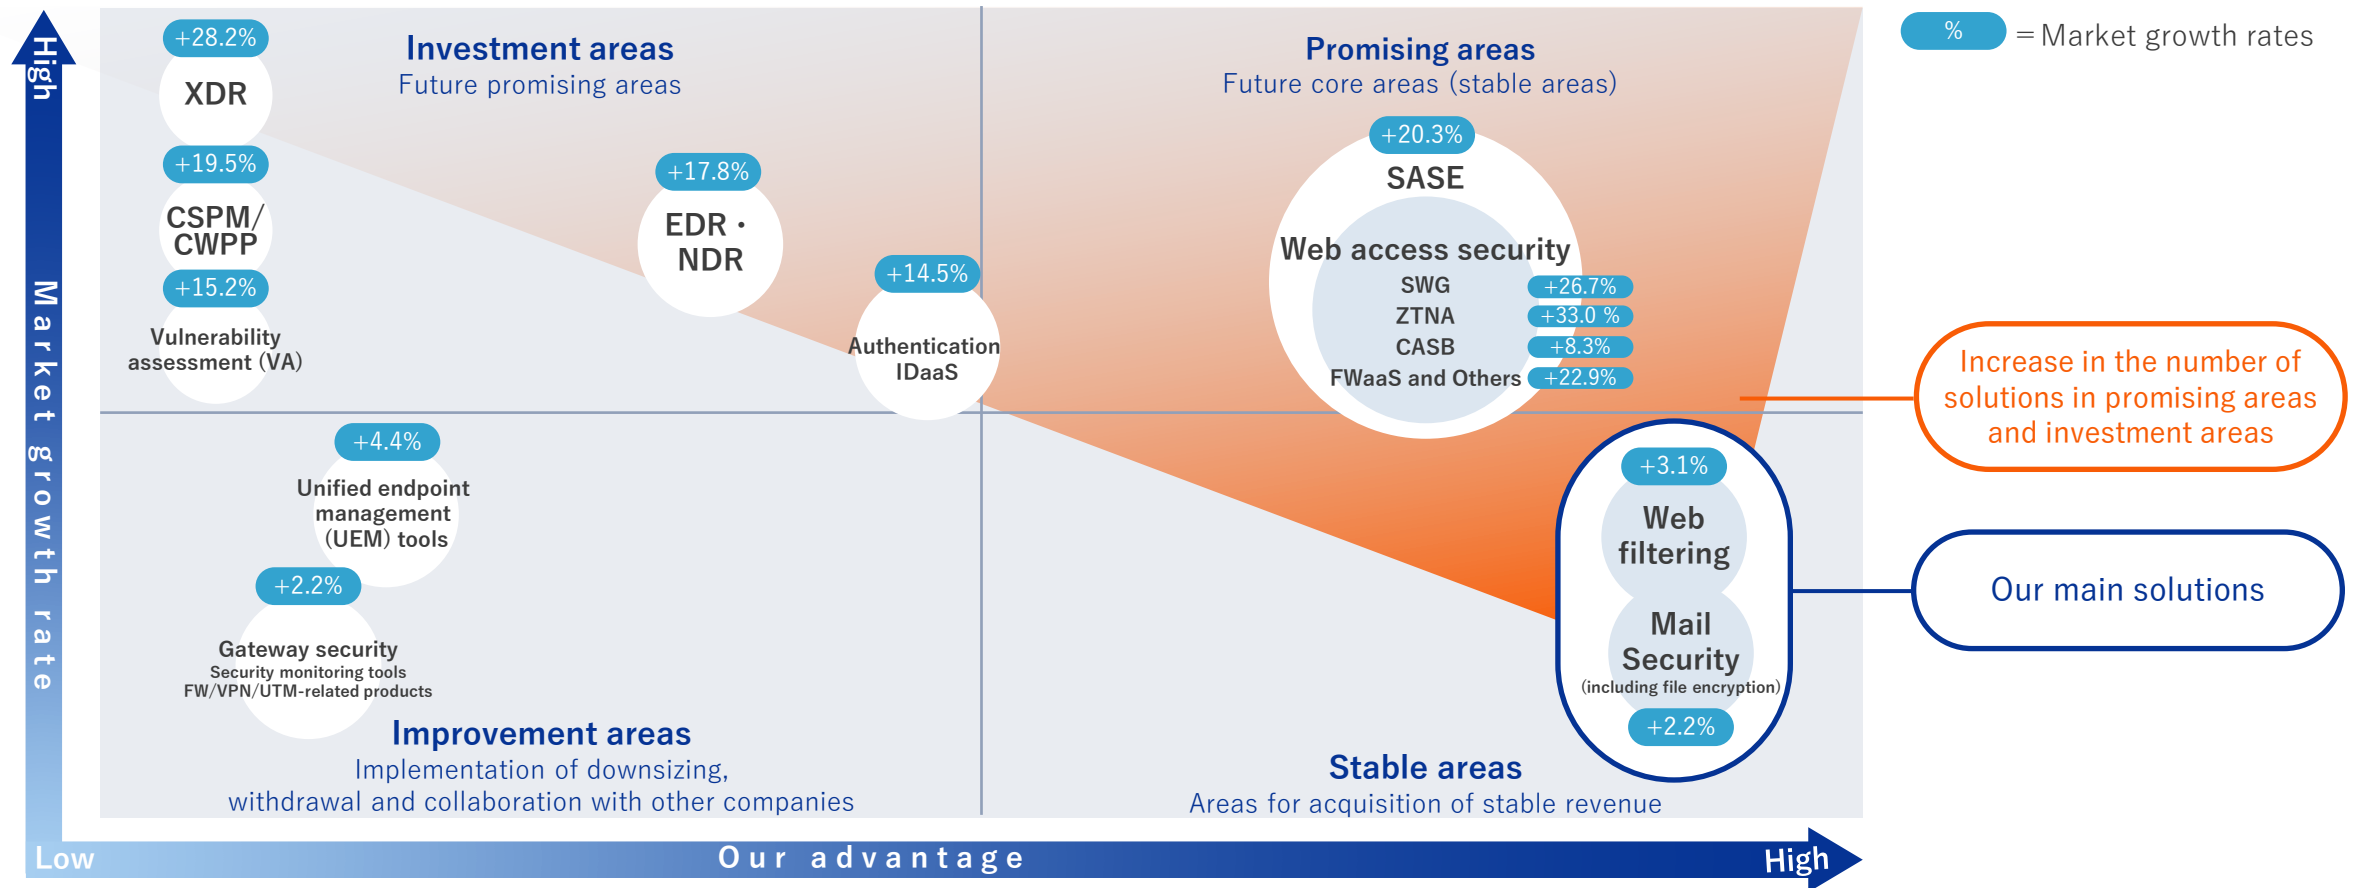 High
Market growth rate
Low
Our advantage
High
Investment areas
Future promising areas
+28.2%
XDR
+19.5%
CSPM/
CWPP
+15.2%
Vulnerability
assessment (VA)
+17.8%
EDR・
NDR
+14.5%
Authentication
IDaaS
Promising areas
Future core areas (stable areas)
+20.3%
SASE
Web access security
SWG +26.7%
ZTNA +33.0 %
CASB +8.3%
FWaaS and Others +22.9%
+4.4%
Unified endpoint
management
(UEM) tools
+2.2%
Gateway security
Security monitoring tools
FW/VPN/UTM-related products
Improvement areas
Implementation of downsizing,
withdrawal and collaboration with other companies
+3.1%
Web
filtering
Mail
Security
(including file encryption)
+2.2%
Stable areas
Areas for acquisition of stable revenue
% = Market growth rates
Increase in the number of
solutions in promising areas
and investment areas
Our main solutions